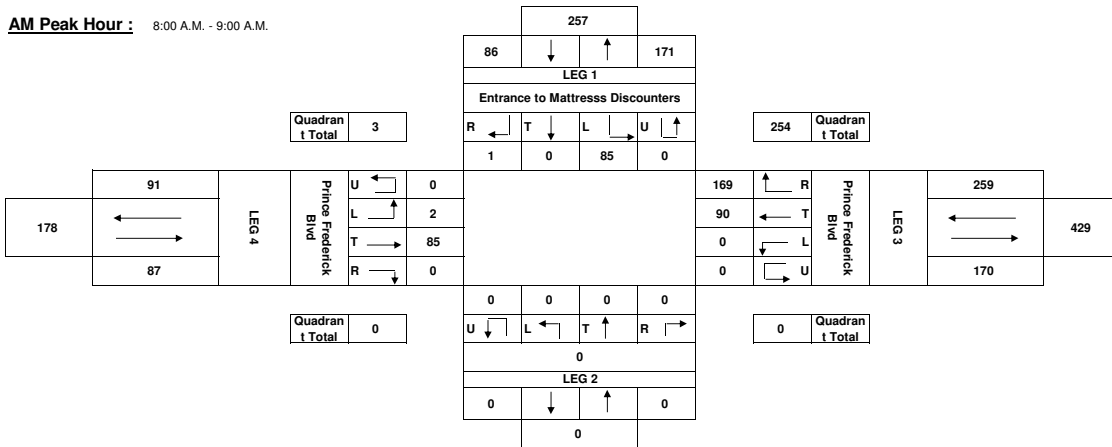 AM Peak Hour : 8:00 A.M. - 9:00 A.M.
257
86 171
LEG 1
Entrance to Mattresss Discounters
Quadran
t Total
3
R T L U
254
Quadran
t Total
1 0 85 0
91
178
87
LEG 4
Prince Frederick
Blvd
U 0
L 2
T 85
R 0
169 R
90 T
0 L
0 U
Prince Frederick
Blvd
LEG 3
259
429
170
0 0 0 0
Quadran
t Total
0
U L T R
0
Quadran
t Total
0
LEG 2
0 0
0